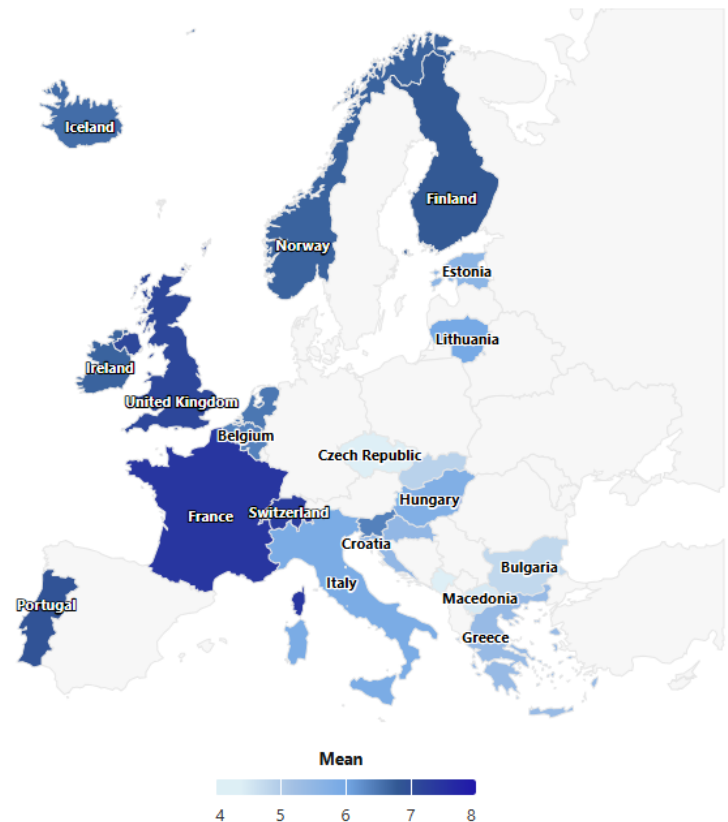 Iceland
Finland
Norway
Estonia
Lithuania
Ireland
United Kingdom
Belgium
Czech Republic
Hungary
Switzerland
France
Croatia
Bulgaria
Italy
Macedonia
Portugal
Greece
Mean
4 5 6 7 8